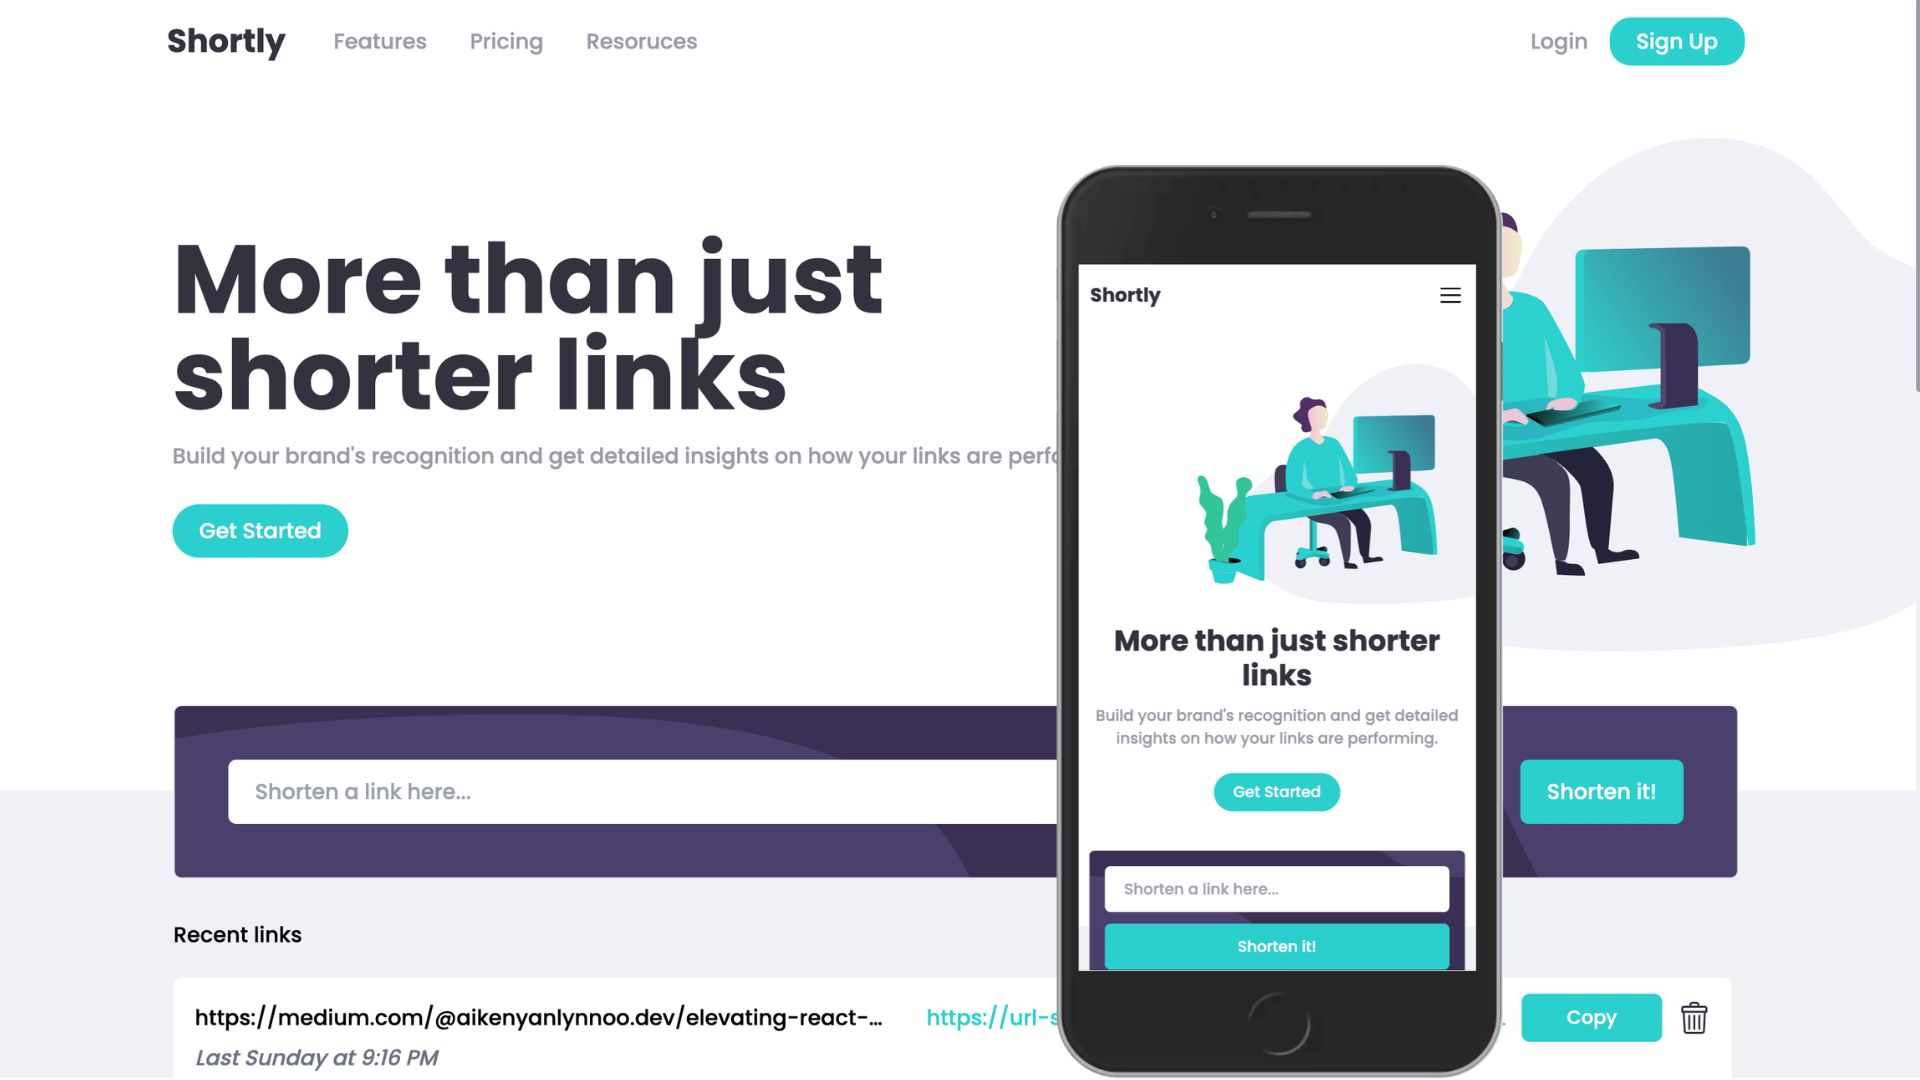 Shortly
Features
Pricing
Resoruces
Login
Sign Up
More than just
shorter links
Build your brand's recognition and get detailed insights on how your links are
Get Started
Shorten a link here...
Shorten it!
Recent links
https://medium.com/@aikenyanlynnoo.dev/elevating-react-...
https://url-s
Copy
Last Sunday at 9:16 PM
Shortly
More than just shorter
links
Build your brand's recognition and get detailed
insights on how your links are performing.
Get Started
Shorten a link here...
Shorten it!